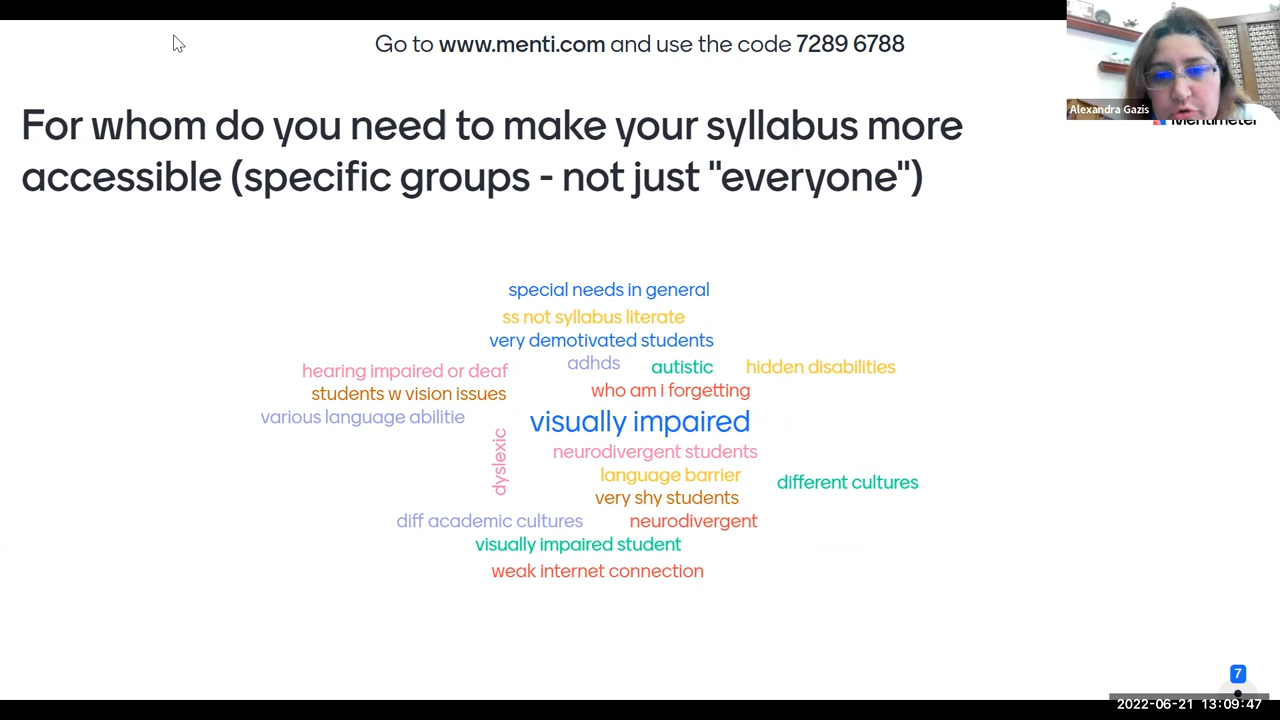 Go to www.menti.com and use the code 7289 6788
Alexandra Gazis
Mentimeter
For whom do you need to make your syllabus more
accessible (specific groups - not just "everyone")
special needs in general
ss not syllabus literate
very demotivated students
adhds
autistic
hidden disabilities
hearing impaired or deaf
students w vision issues
who am i forgetting
various language abilitie
visually impaired
dyslexic
neurodivergent students
language barrier
different cultures
very shy students
diff academic cultures
neurodivergent
visually impaired student
weak internet connection
7
2022-06-21 13:09:47